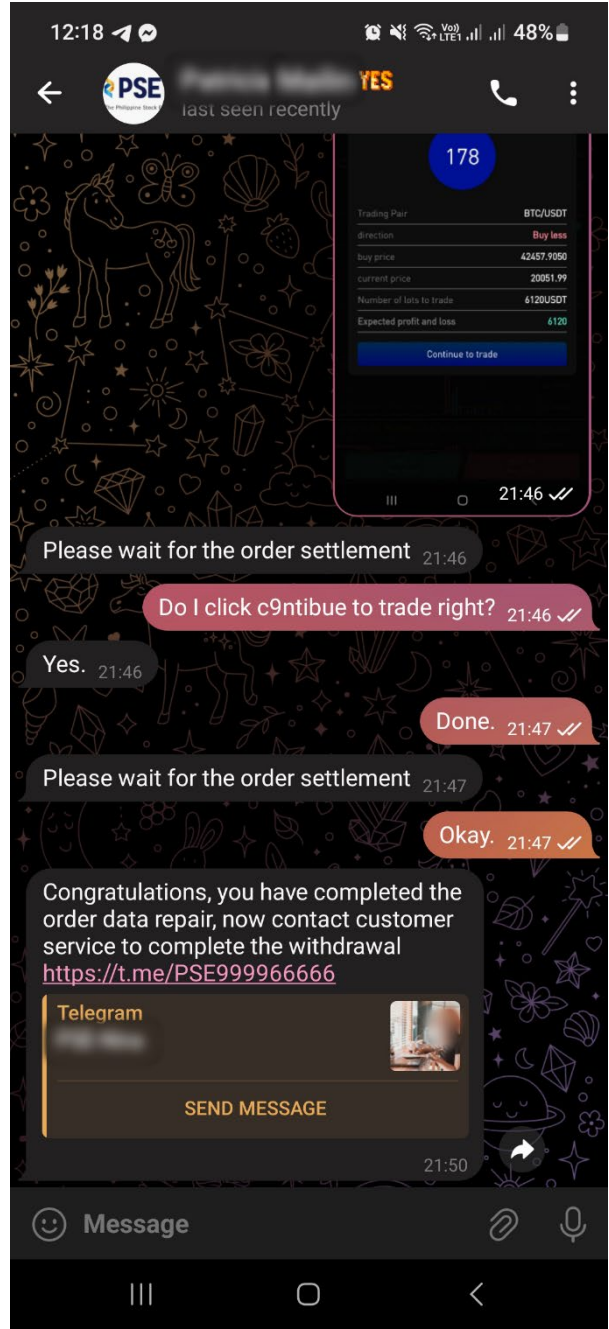 12:18
Vo))
LTE1
48%
PSE
The Philippine Stock E
YES
last seen recently
178
Trading Pair BTC/USDT
direction Buy less
buy price 42457.9050
current price 20051.99
Number of lots to trade 6120USDT
Expected profit and loss 6120
Continue to trade
21:46
Please wait for the order settlement 21:46
Do I click c9ntibue to trade right? 21:46
Yes. 21:46
Done. 21:47
Please wait for the order settlement 21:47
Okay. 21:47
Congratulations, you have completed the
order data repair, now contact customer
service to complete the withdrawal
https://t.me/PSE999966666
Telegram
SEND MESSAGE
21:50
Message